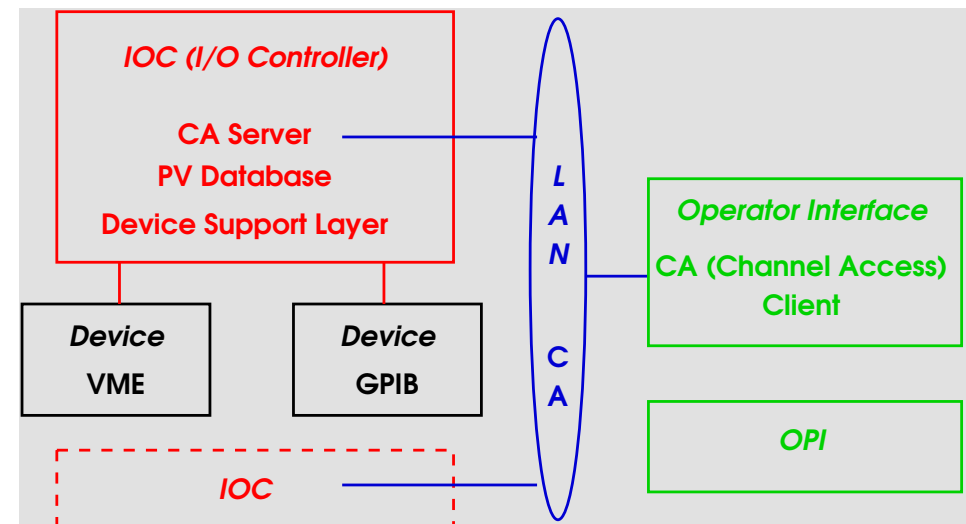 IOC (I/O Controller)
CA Server
PV Database
Device Support Layer
Device
VME
Device
GPIB
IOC
L
A
N
C
A
Operator Interface
CA (Channel Access)
Client
OPI